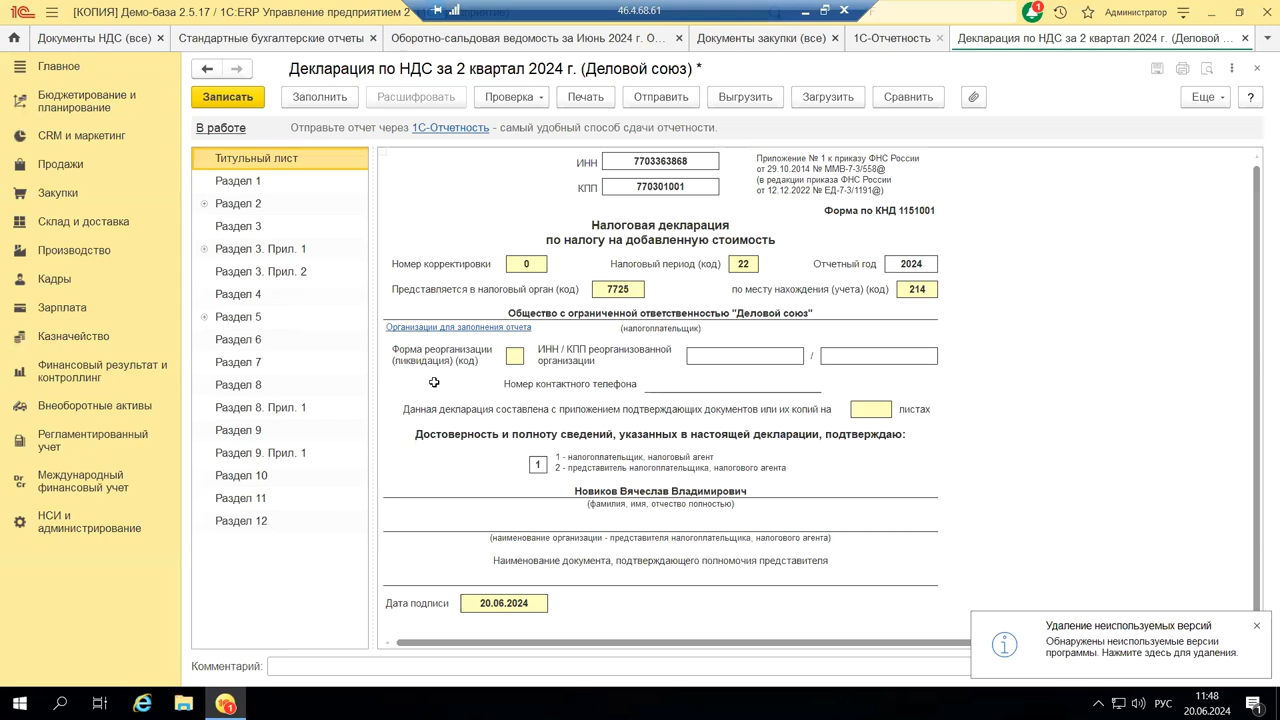 46.4.68.61
[КОПИЯ] Демо-база 2.5.17 / 1С:ERP Управление предприятием 2
Администратор
Документы НДС (все)
Стандартные бухгалтерские отчеты
Оборотно-сальдовая ведомость за Июнь 2024 г. О...
Документы закупки (все)
1С-Отчетность
Декларация по НДС за 2 квартал 2024 г. (Деловой ...
Главное
Бюджетирование и
планирование
CRM и маркетинг
Продажи
Закупки
Склад и доставка
Производство
Кадры
Зарплата
Казначейство
Финансовый результат и
контроллинг
Внеоборотные активы
Регламентированный
учет
Международный
финансовый учет
НСИ и
администрирование
Декларация по НДС за 2 квартал 2024 г. (Деловой союз) *
Записать
Заполнить
Расшифровать
Проверка
Печать
Отправить
Выгрузить
Загрузить
Сравнить
Еще
?
В работе
Отправьте отчет через 1С-Отчетность - самый удобный способ сдачи отчетности.
Титульный лист
Раздел 1
Раздел 2
Раздел 3
Раздел 3. Прил. 1
Раздел 3. Прил. 2
Раздел 4
Раздел 5
Раздел 6
Раздел 7
Раздел 8
Раздел 8. Прил. 1
Раздел 9
Раздел 9. Прил. 1
Раздел 10
Раздел 11
Раздел 12
ИНН 7703363868
КПП 770301001
Приложение № 1 к приказу ФНС России
от 29.10.2014 № ММВ-7-3/558@
(в редакции приказа ФНС России
от 12.12.2022 № ЕД-7-3/1191@)
Форма по КНД 1151001
Налоговая декларация
по налогу на добавленную стоимость
Номер корректировки 0 Налоговый период (код) 22 Отчетный год 2024
Представляется в налоговый орган (код) 7725 по месту нахождения (учета) (код) 214
Общество с ограниченной ответственностью "Деловой союз"
Организации для заполнения отчета (налогоплательщик)
Форма реорганизации
(ликвидация) (код)
ИНН / КПП реорганизованной
организации
/
Номер контактного телефона
Данная декларация составлена с приложением подтверждающих документов или их копий на листах
Достоверность и полноту сведений, указанных в настоящей декларации, подтверждаю:
1
1 - налогоплательщик, налоговый агент
2 - представитель налогоплательщика, налогового агента
Новиков Вячеслав Владимирович
(фамилия, имя, отчество полностью)
(наименование организации - представителя налогоплательщика, налогового агента)
Наименование документа, подтверждающего полномочия представителя
Дата подписи 20.06.2024
Комментарий:
Удаление неиспользуемых версий
Обнаружены неиспользуемые версии
программы. Нажмите здесь для удаления.
РУС
11:48
20.06.2024